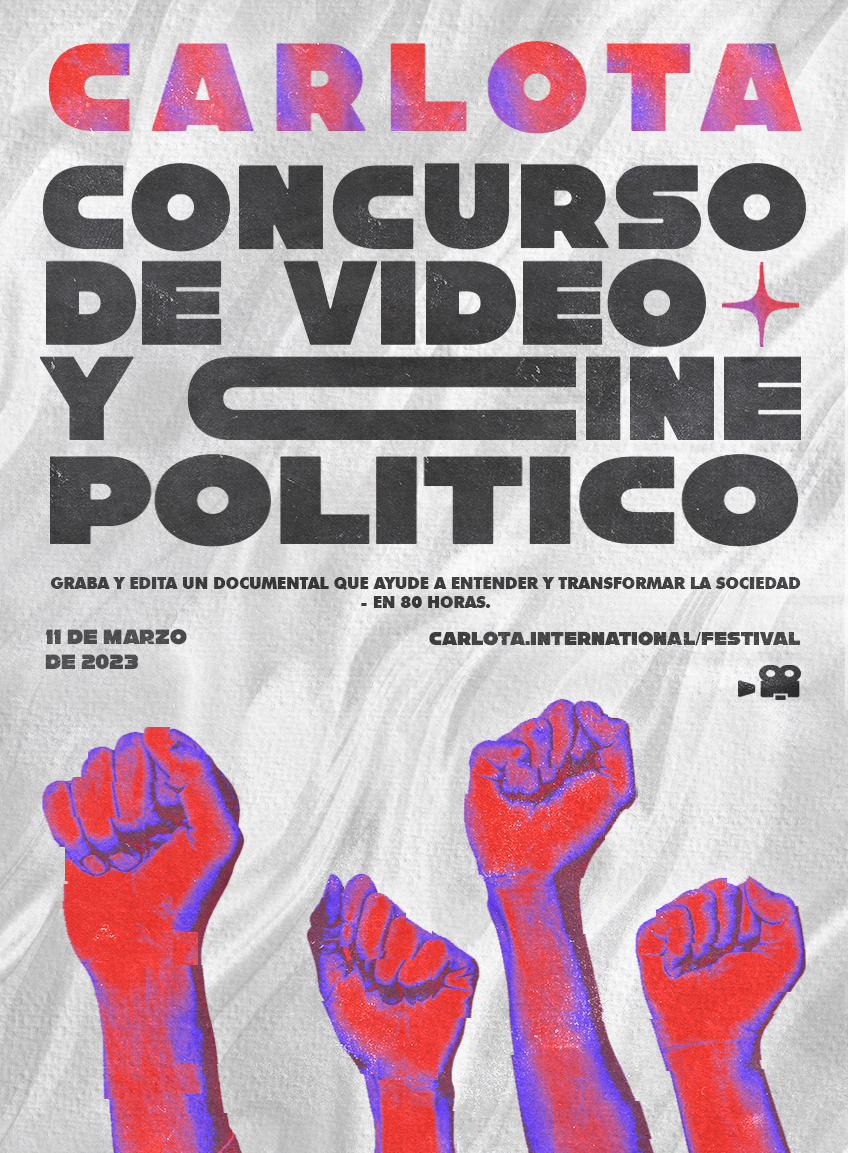 CARLOTA
CONCURSO
DE VIDEO
Y CINE
POLITICO
GRABA Y EDITA UN DOCUMENTAL QUE AYUDE A ENTENDER Y TRANSFORMAR LA SOCIEDAD
- EN 80 HORAS.
11 DE MARZO
DE 2023
CARLOTA.INTERNATIONAL/FESTIVAL